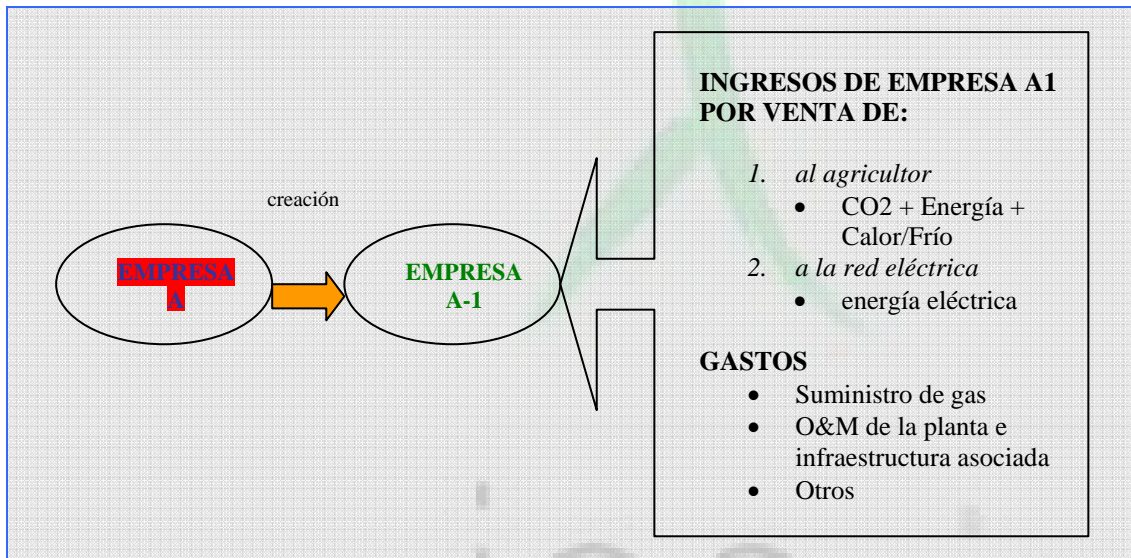 creación
EMPRESA
A
EMPRESA
A-1
INGRESOS DE EMPRESA A1
POR VENTA DE:
1. al agricultor
• CO2 + Energía +
Calor/Frío
2. a la red eléctrica
• energía eléctrica
GASTOS
• Suministro de gas
• O&M de la planta e
infraestructura asociada
• Otros